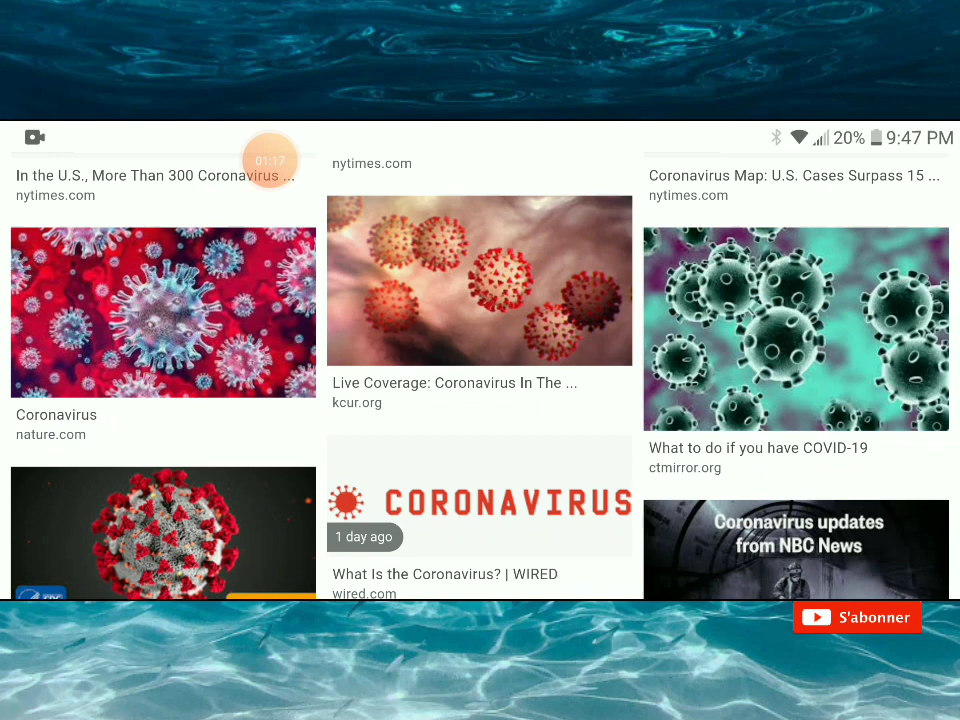 20% 9:47 PM
01:17
In the U.S., More Than 300 Coronavirus ...
nytimes.com
Coronavirus
nature.com
CDC
nytimes.com
Live Coverage: Coronavirus In The ...
kcur.org
CORONAVIRUS
1 day ago
What Is the Coronavirus? | WIRED
wired.com
Coronavirus Map: U.S. Cases Surpass 15 ...
nytimes.com
What to do if you have COVID-19
ctmirror.org
Coronavirus updates
from NBC News
S'abonner